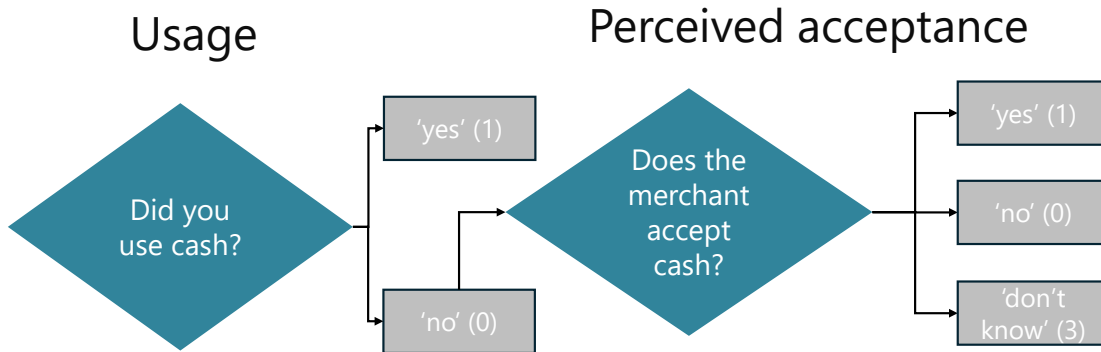 Usage
Perceived acceptance
Did you
use cash?
'yes' (1)
'no' (0)
Does the
merchant
accept
cash?
'yes' (1)
'no' (0)
'don't
know' (3)